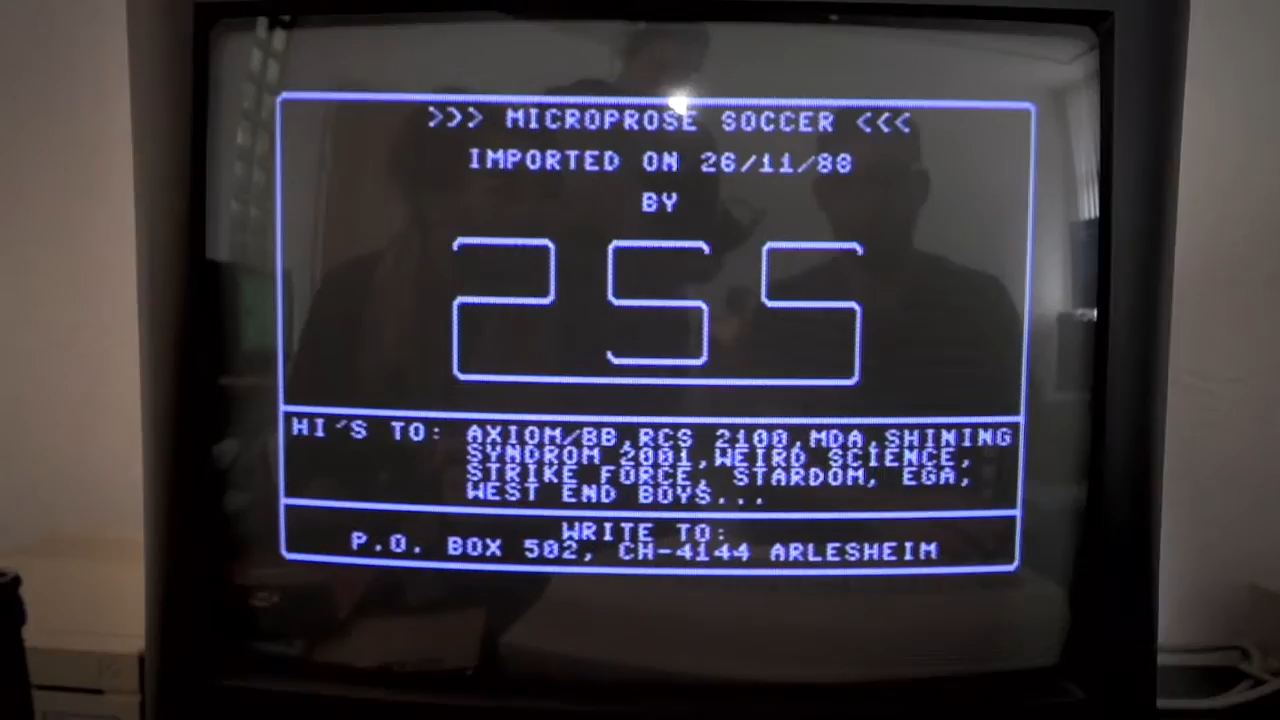 >>> MICROPROSE SOCCER <<<
IMPORTED ON 26/11/88
BY
2SS
HI'S TO: AXIOM/BB,RCS 2100,MDA,SHINING
SYNDROM 2001,WEIRD SCIENCE,
STRIKE FORCE, STARDOM, EGA,
WEST END BOYS...
WRITE TO:
P.O. BOX 502, CH-4144 ARLESHEIM